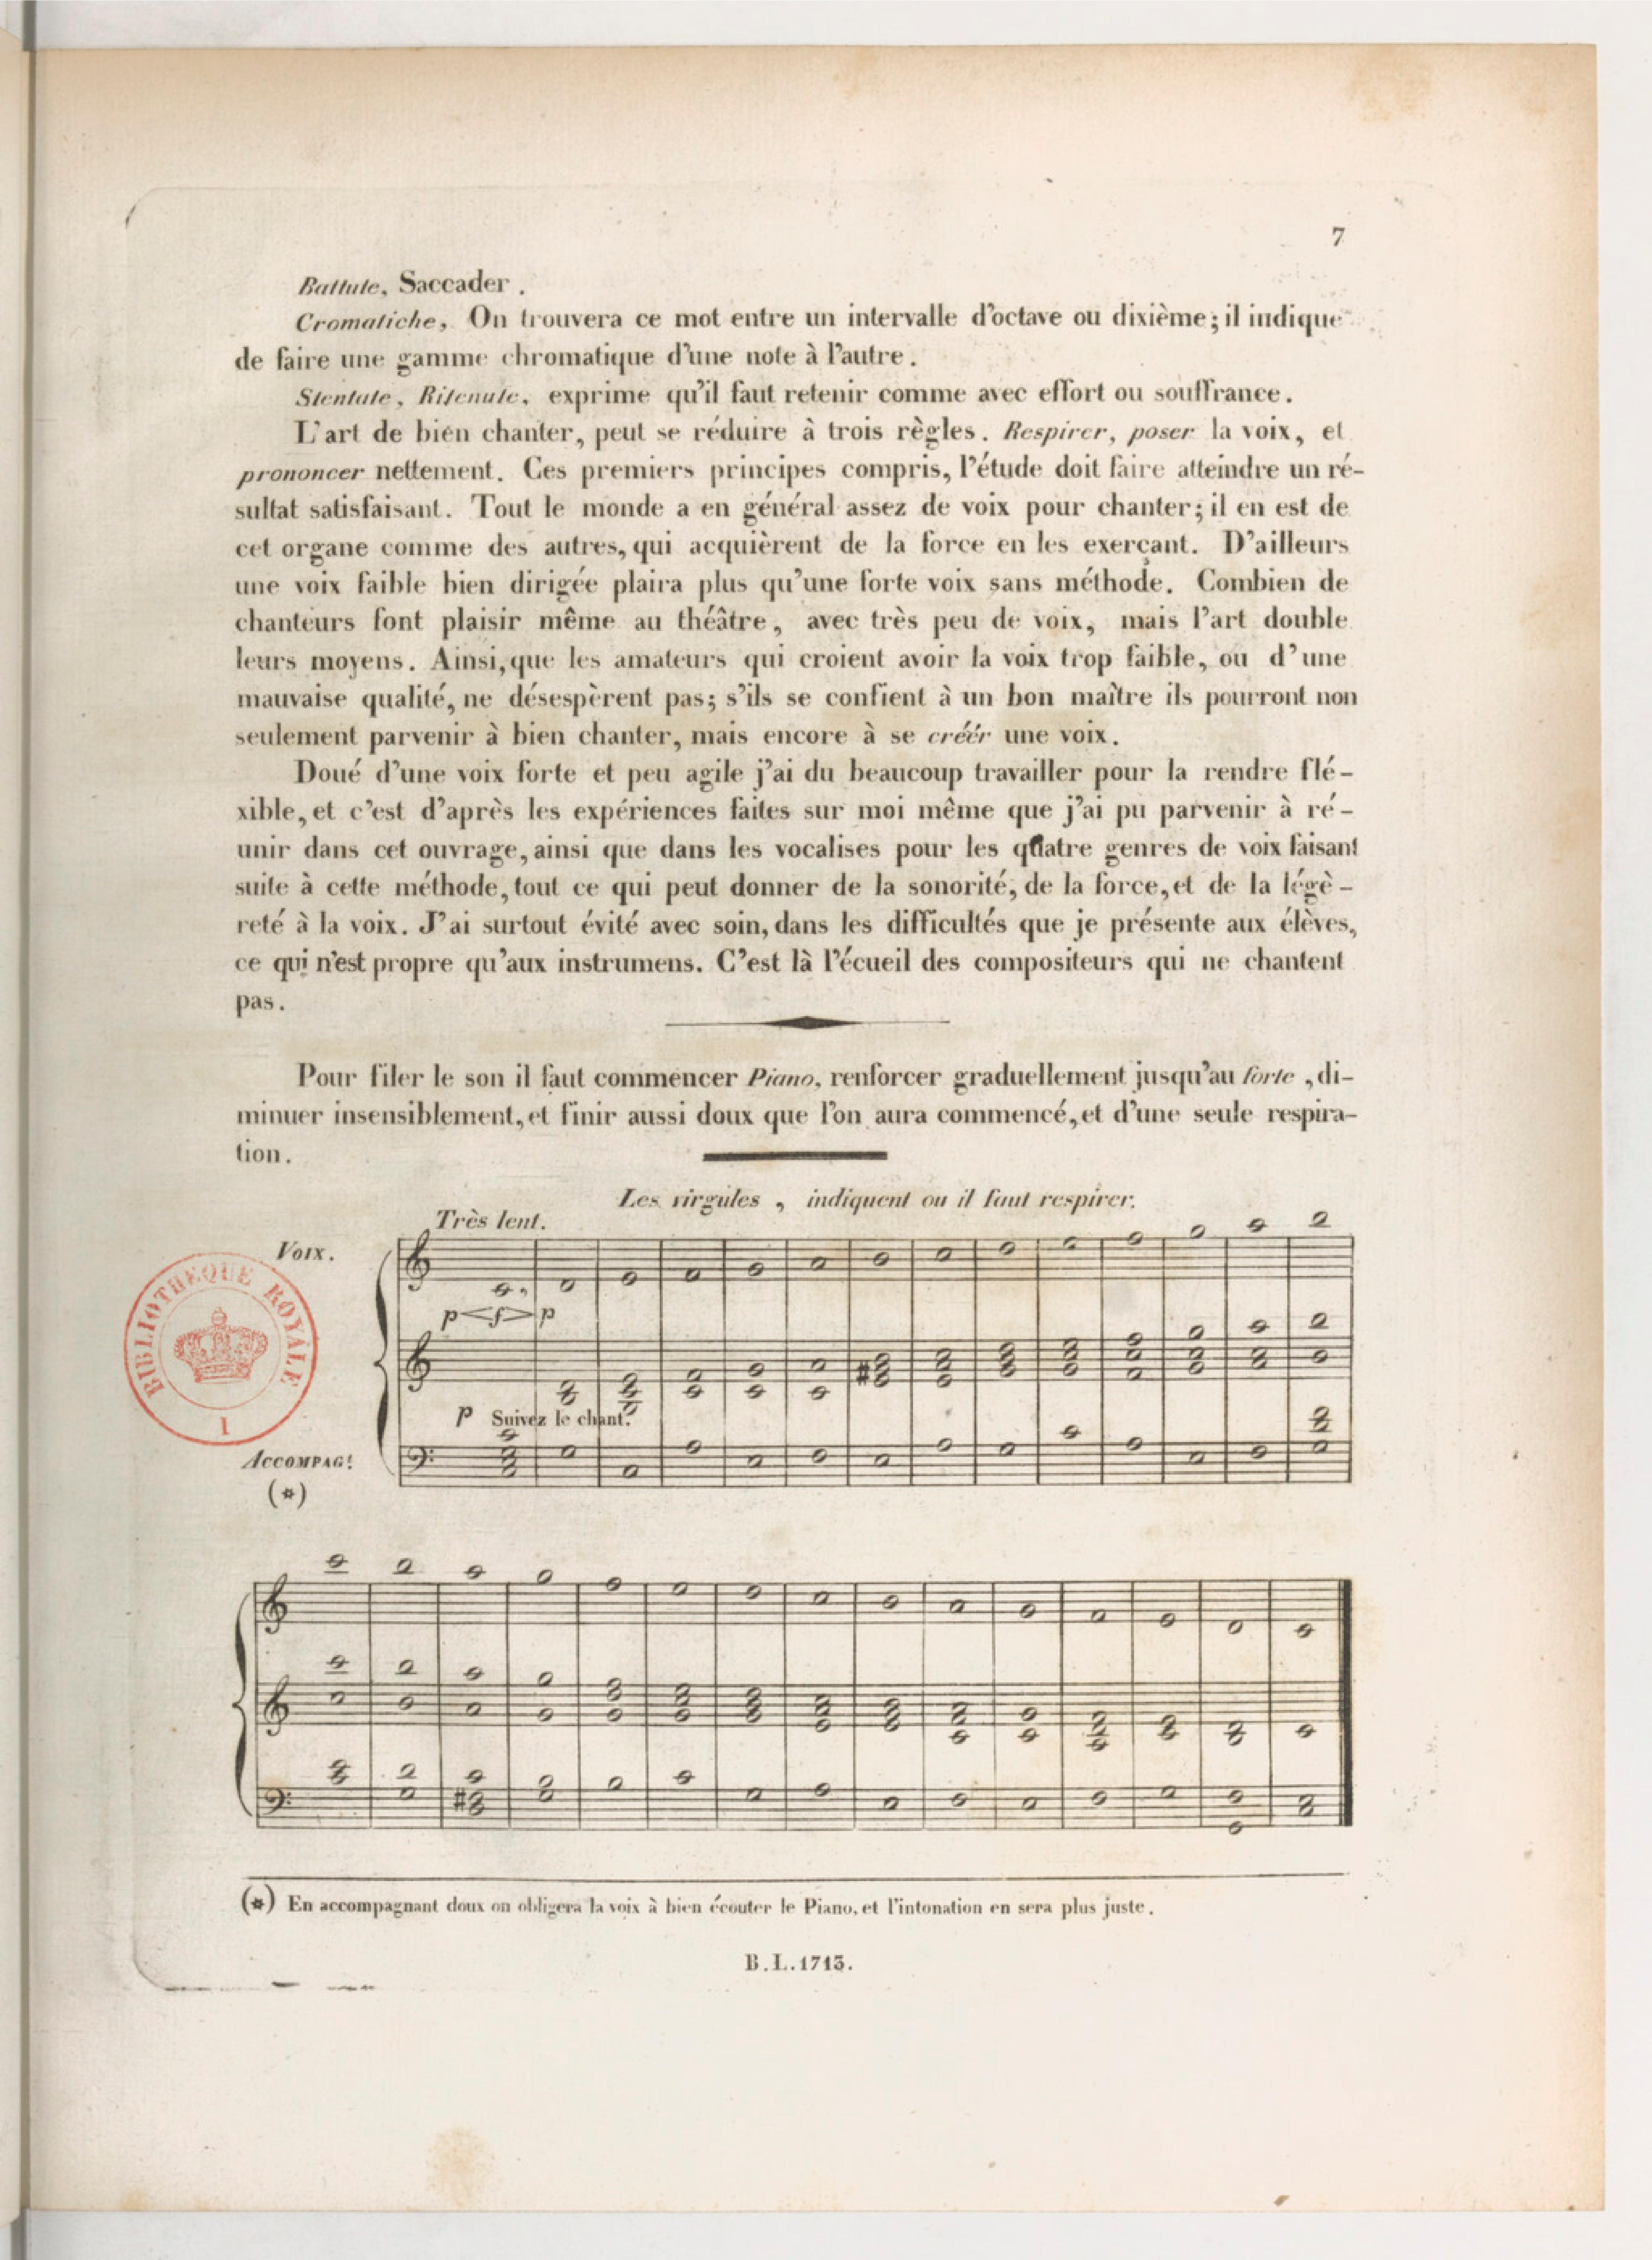 7
Battute, Saccader.
Cromatiche, On trouvera ce mot entre un intervalle d'octave ou dixième; il indique
de faire une gamme chromatique d'une note à l'autre.
Stentute, Ritenute, exprime qu'il faut retenir comme avec effort ou souffrance.
L'art de bien chanter, peut se réduire à trois règles. Respirer, poser la voix, et
prononcer nettement. Ces premiers principes compris, l'étude doit faire atteindre un ré-
sultat satisfaisant. Tout le monde a en général assez de voix pour chanter; il en est de
cet organe comme des autres, qui acquièrent de la force en les exerçant. D'ailleurs
une voix faible bien dirigée plaira plus qu'une forte voix sans méthode. Combien de
chanteurs font plaisir même au théâtre, avec très peu de voix, mais l'art double
leurs moyens. Ainsi, que les amateurs qui croient avoir la voix trop faible, ou d'une
mauvaise qualité, ne désespèrent pas; s'ils se confient à un bon maître ils pourront non
seulement parvenir à bien chanter, mais encore à se créér une voix.
Doué d'une voix forte et peu agile j'ai du beaucoup travailler pour la rendre flé-
xible, et c'est d'après les expériences faites sur moi même que j'ai pu parvenir à ré-
unir dans cet ouvrage, ainsi que dans les vocalises pour les quatre genres de voix faisant
suite à cette méthode, tout ce qui peut donner de la sonorité, de la force, et de la légè-
reté à la voix. J'ai surtout évité avec soin, dans les difficultés que je présente aux élèves,
ce qui n'est propre qu'aux instrumens. C'est là l'écueil des compositeurs qui ne chantent
pas.
Pour filer le son il faut commencer Piano, renforcer graduellement jusqu'au forte, di-
minuer insensiblement, et finir aussi doux que l'on aura commencé, et d'une seule respira-
tion.
Les virgules , indiquent ou il faut respirer.
Très lent.
Voix.
p f p
BIBLIOTHEQUE ROYALE
I
p Suivez le chant.
ACCOMPAGt.
(*)
(*) En accompagnant doux on obligera la voix à bien écouter le Piano, et l'intonation en sera plus juste.
B.L.1713.